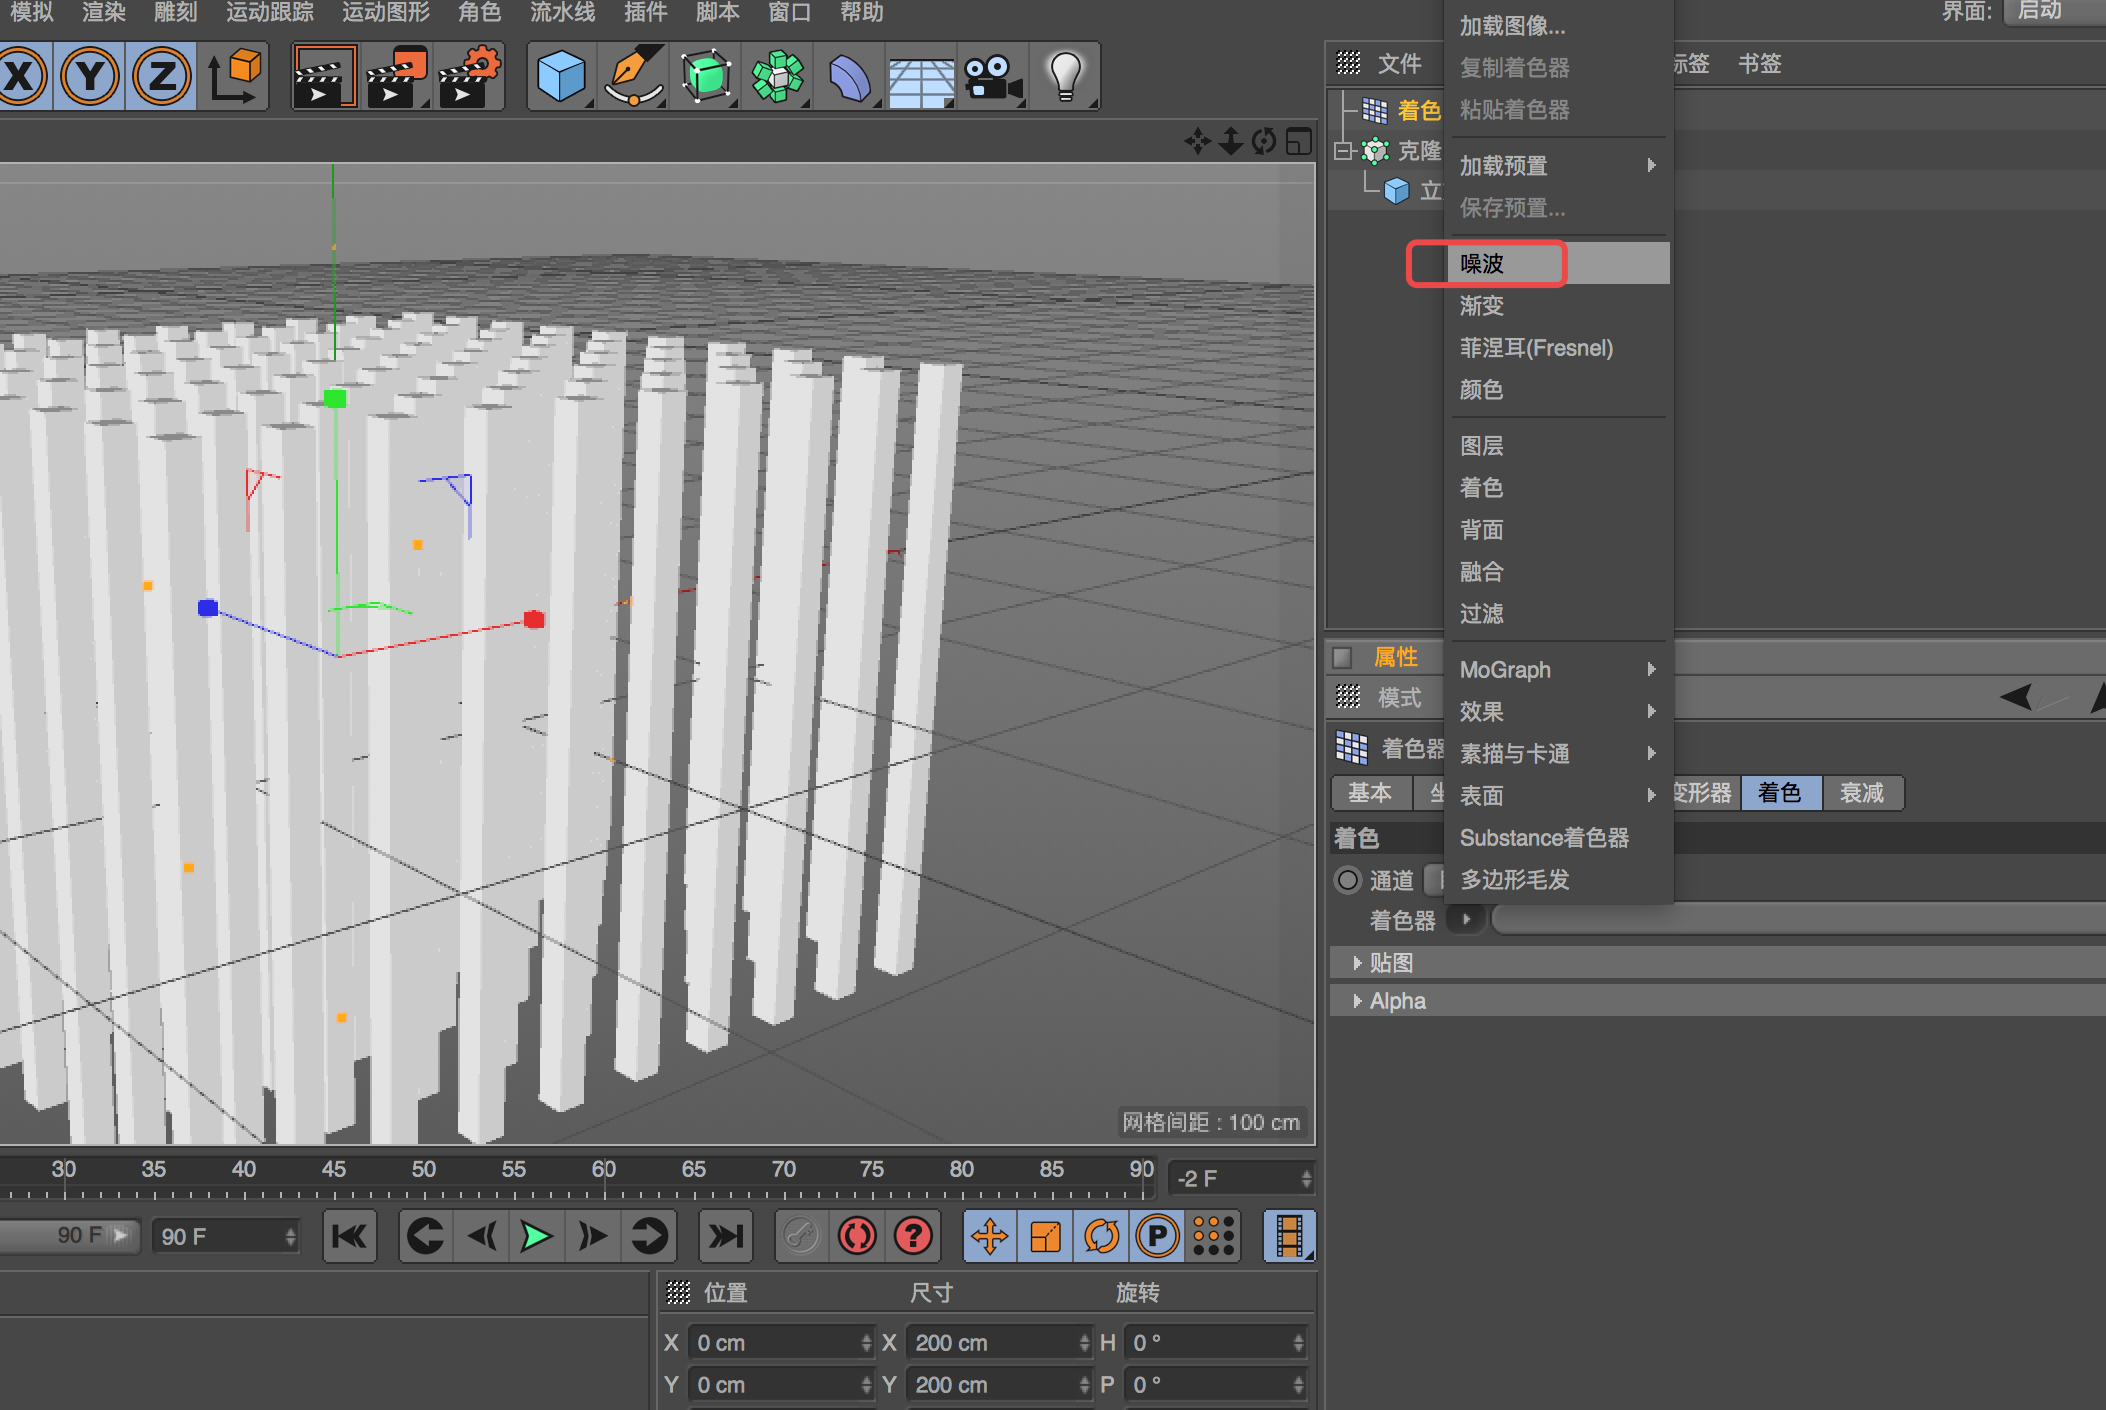 模拟 渲染 雕刻 运动跟踪 运动图形 角色 流水线 插件 脚本 窗口 帮助
界面: 启动
X Y Z
文件 标签 书签
着色
克隆
立
加载图像...
复制着色器
粘贴着色器
加载预置
保存预置...
噪波
渐变
菲涅耳(Fresnel)
颜色
图层
着色
背面
融合
过滤
MoGraph
效果
素描与卡通
表面
Substance着色器
多边形毛发
属性
模式
着色器
基本 变形器 着色 衰减
着色
通道
着色器
贴图
Alpha
网格间距 : 100 cm
30 35 40 45 50 55 60 65 70 75 80 85 90 -2 F
90 F 90 F
? P
位置 尺寸 旋转
X 0 cm X 200 cm H 0 °
Y 0 cm Y 200 cm P 0 °